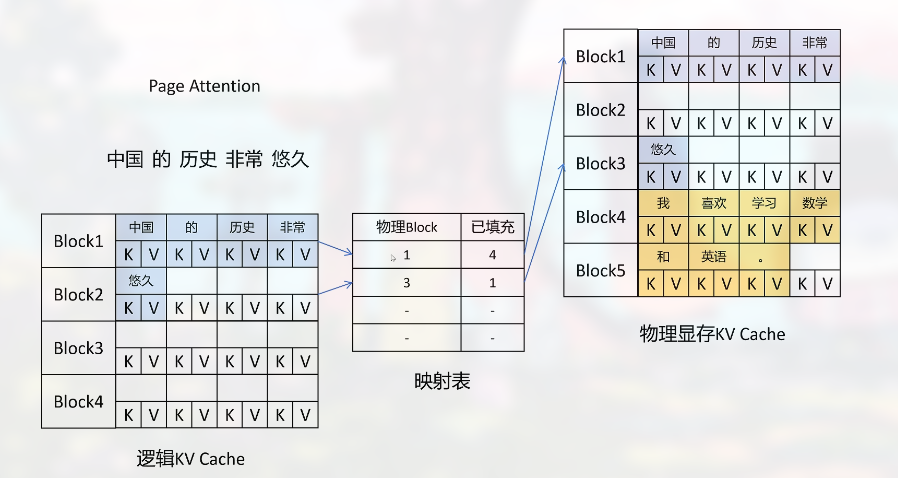 Page Attention
中国 的 历史 非常 悠久
Block1 中国 的 历史 非常
K V K V K V K V
Block2 悠久
K V K V K V K V
Block3
K V K V K V K V
Block4
K V K V K V K V
逻辑KV Cache
物理Block 已填充
1 4
3 1
- -
- -
映射表
Block1 中国 的 历史 非常
K V K V K V K V
Block2
K V K V K V K V
Block3 悠久
K V K V K V K V
Block4 我 喜欢 学习 数学
K V K V K V K V
Block5 和 英语 。
K V K V K V K V
物理显存KV Cache